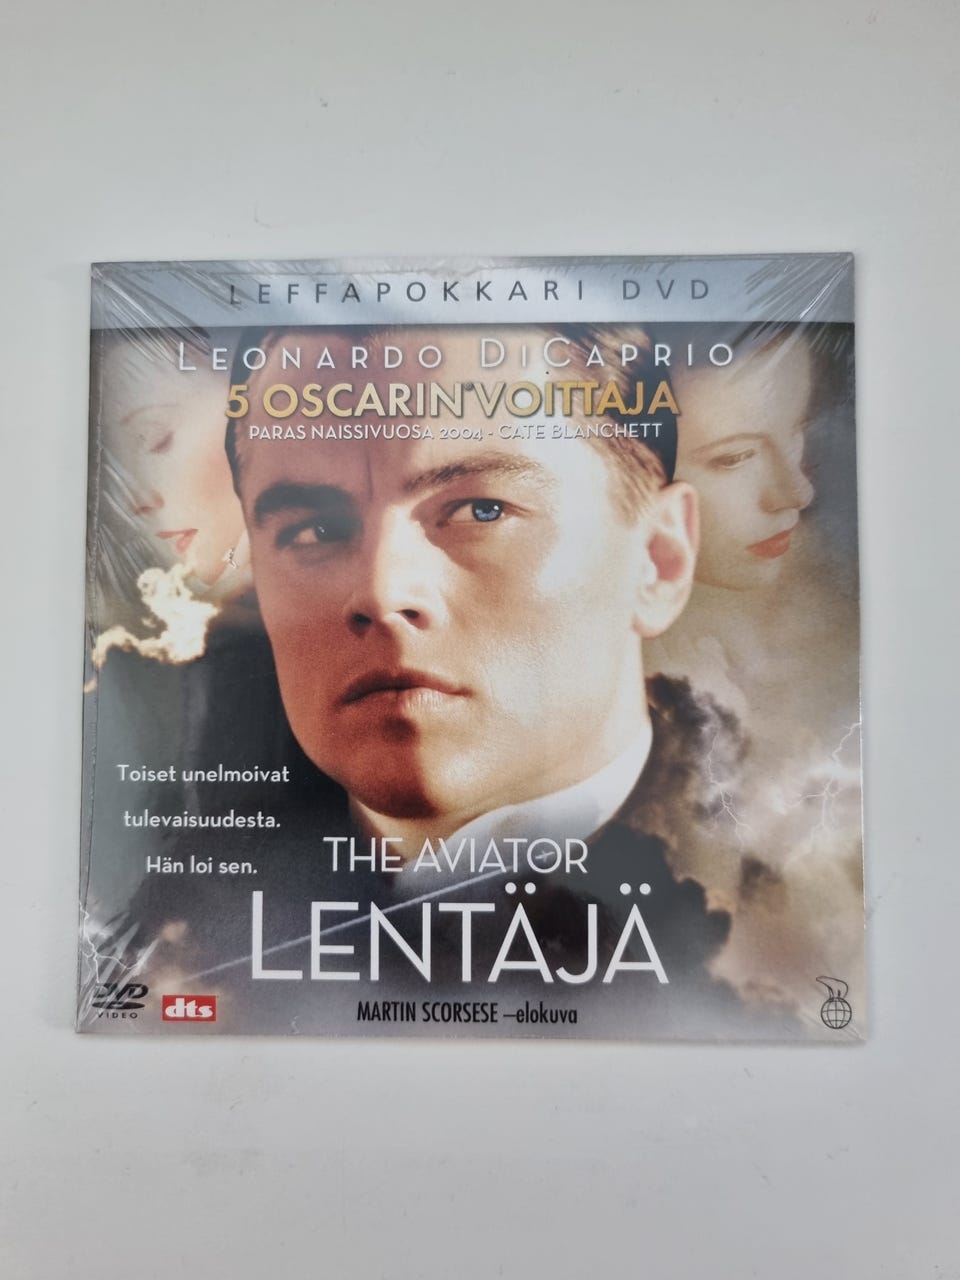 LEFFAPOKKARI DVD
LEONARDO DICAPRIO
5 OSCARIN® VOITTAJA
PARAS NAISSIVUOSA 2004 - CATE BLANCHETT
Toiset unelmoivat
tulevaisuudesta.
Hän loi sen.
THE AVIATOR
LENTÄJÄ
MARTIN SCORSESE –elokuva
DVD
VIDEO
dts